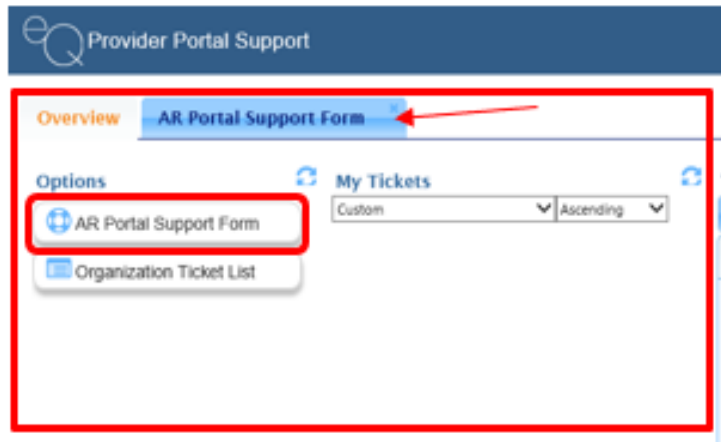 eQ Provider Portal Support
Overview AR Portal Support Form ×
Options My Tickets
Custom Ascending
AR Portal Support Form
Organization Ticket List